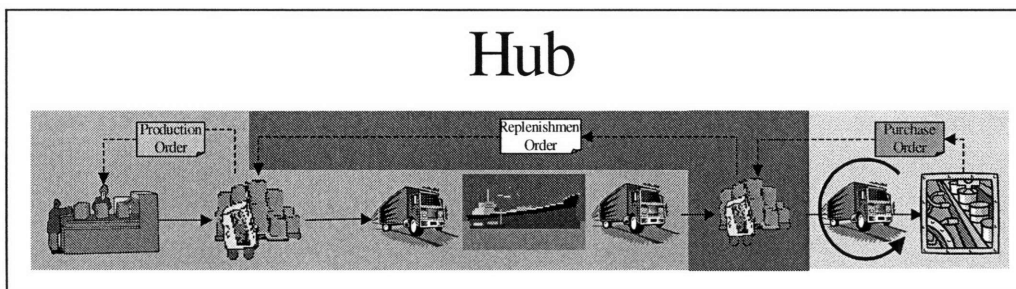 Hub
Production
Order
Replenishmen
Order
Purchase
Order